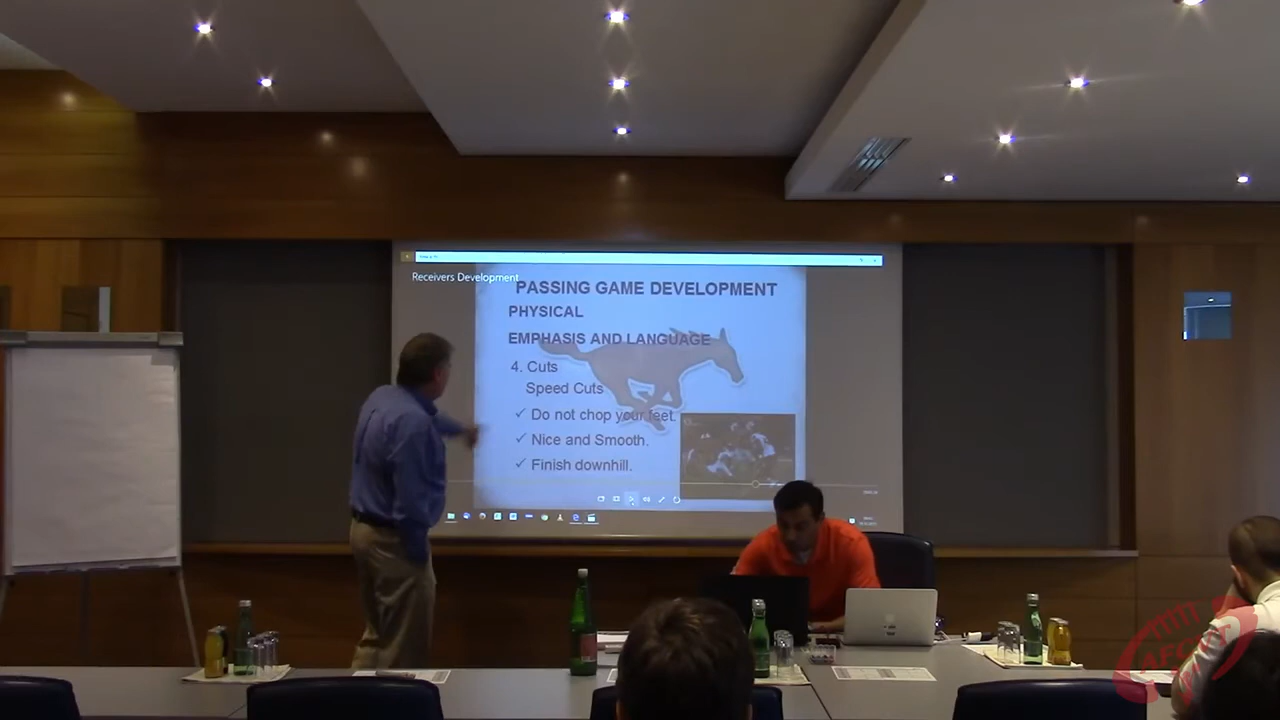 Receivers Development
PASSING GAME DEVELOPMENT
PHYSICAL
EMPHASIS AND LANGUAGE
4. Cuts
Speed Cuts
✓ Do not chop your feet.
✓ Nice and Smooth.
✓ Finish downhill.
AFCAT